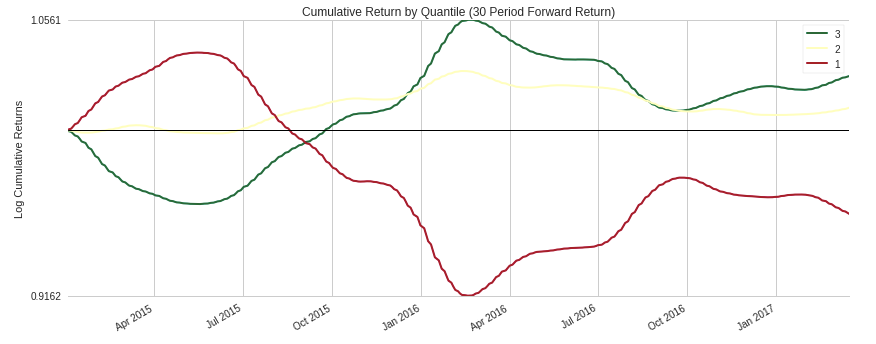 Cumulative Return by Quantile (30 Period Forward Return)
1.0561
3
2
1
Log Cumulative Returns
0.9162
Apr 2015
Jul 2015
Oct 2015
Jan 2016
Apr 2016
Jul 2016
Oct 2016
Jan 2017